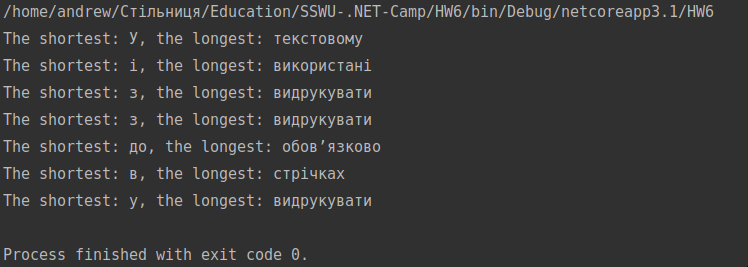 /home/andrew/Стільниця/Education/SSWU-.NET-Camp/HW6/bin/Debug/netcoreapp3.1/HW6
The shortest: У, the longest: текстовому
The shortest: і, the longest: використані
The shortest: з, the longest: видрукувати
The shortest: з, the longest: видрукувати
The shortest: до, the longest: обов’язково
The shortest: в, the longest: стрічках
The shortest: у, the longest: видрукувати
Process finished with exit code 0.